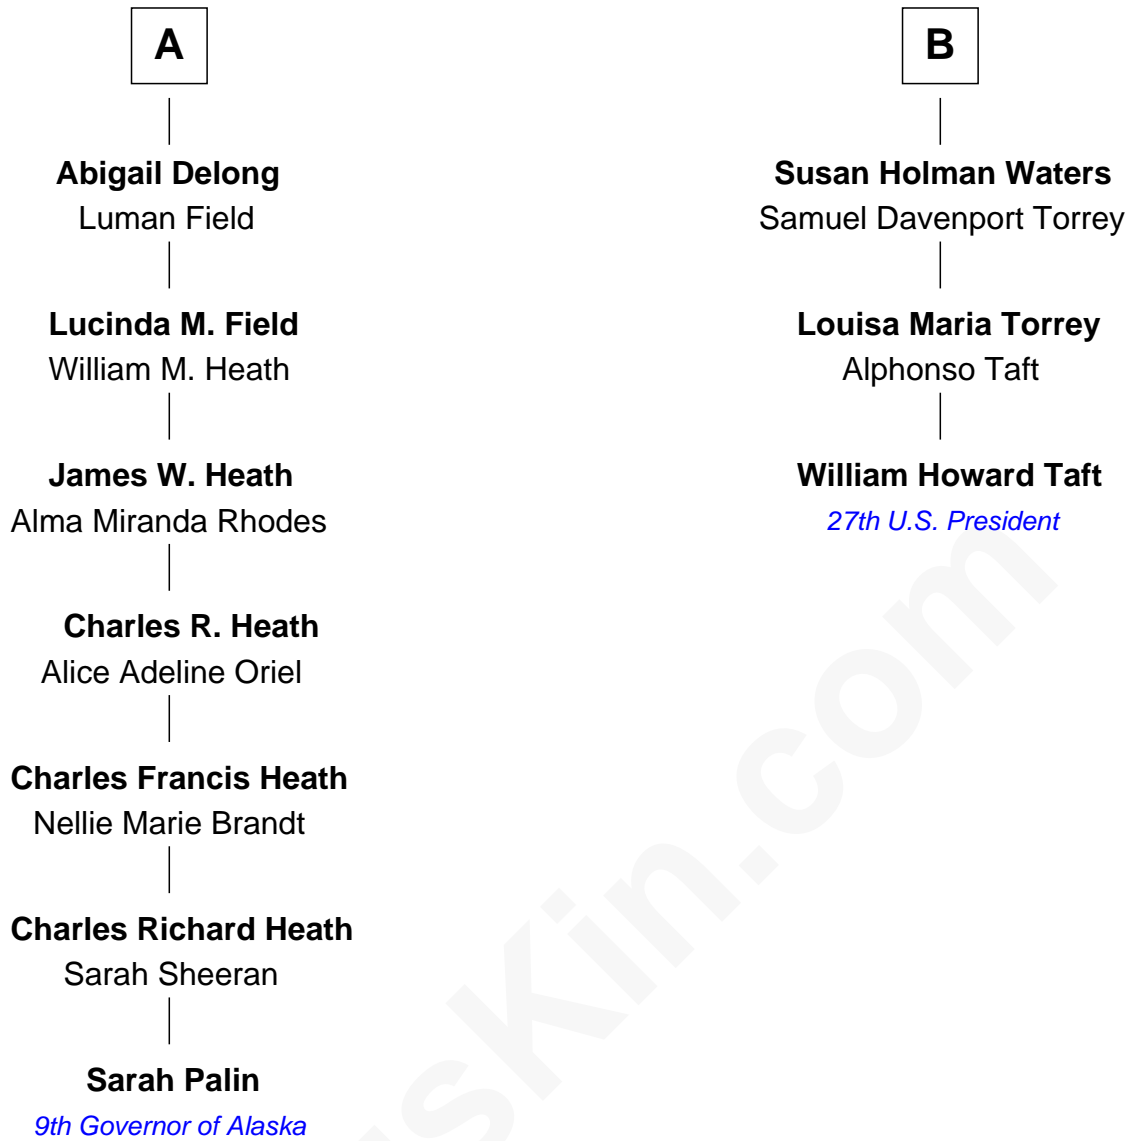 A
Abigail Delong
Luman Field
Lucinda M. Field
William M. Heath
James W. Heath
Alma Miranda Rhodes
Charles R. Heath
Alice Adeline Oriel
Charles Francis Heath
Nellie Marie Brandt
Charles Richard Heath
Sarah Sheeran
Sarah Palin
9th Governor of Alaska
B
Susan Holman Waters
Samuel Davenport Torrey
Louisa Maria Torrey
Alphonso Taft
William Howard Taft
27th U.S. President
usKin.com